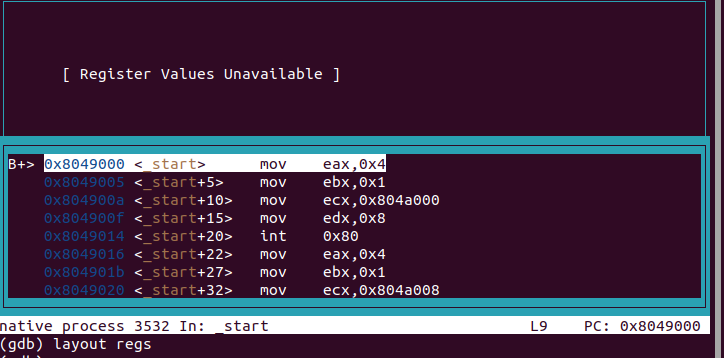 [ Register Values Unavailable ]
B+> 0x8049000 <_start> mov eax,0x4
0x8049005 <_start+5> mov ebx,0x1
0x804900a <_start+10> mov ecx,0x804a000
0x804900f <_start+15> mov edx,0x8
0x8049014 <_start+20> int 0x80
0x8049016 <_start+22> mov eax,0x4
0x804901b <_start+27> mov ebx,0x1
0x8049020 <_start+32> mov ecx,0x804a008
native process 3532 In: _start L9 PC: 0x8049000
(gdb) layout regs